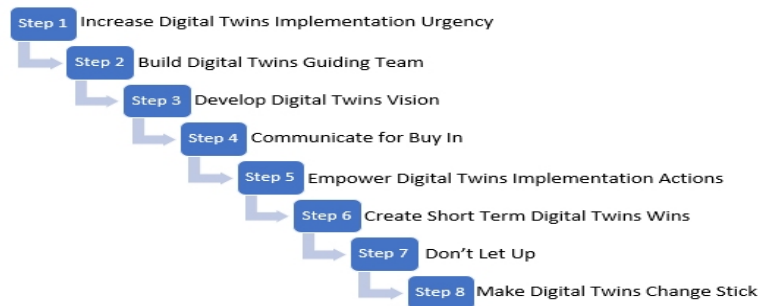 Step 1 Increase Digital Twins Implementation Urgency
Step 2 Build Digital Twins Guiding Team
Step 3 Develop Digital Twins Vision
Step 4 Communicate for Buy In
Step 5 Empower Digital Twins Implementation Actions
Step 6 Create Short Term Digital Twins Wins
Step 7 Don’t Let Up
Step 8 Make Digital Twins Change Stick